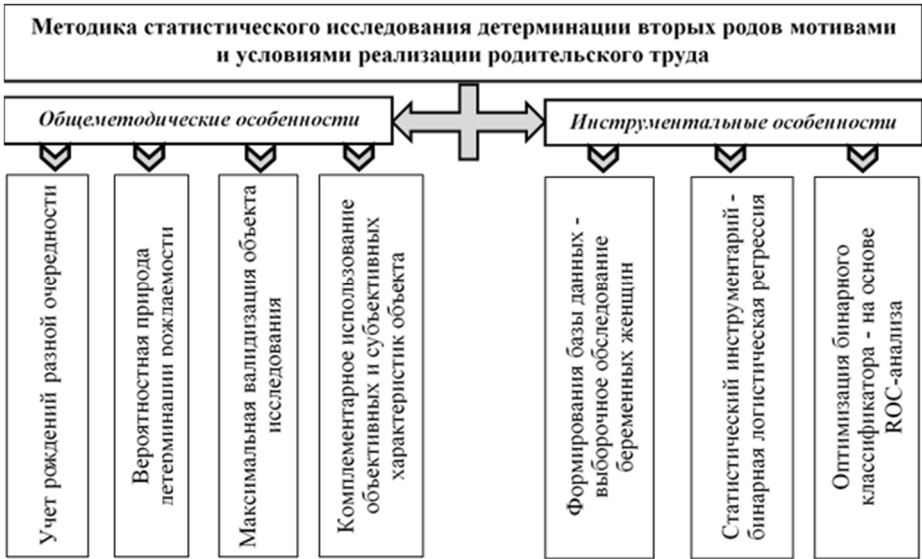 Методика статистического исследования детерминации вторых родов мотивами
и условиями реализации родительского труда
Общеметодические особенности
Инструментальные особенности
Учет рождений разной очередности
Вероятностная природа
детерминации рождаемости
Максимальная валидизация объекта
исследования
Комплементарное использование
объективных и субъективных
характеристик объекта
Формирования базы данных -
выборочное обследование
беременных женщин
Статистический инструментарий -
бинарная логистическая регрессия
Оптимизация бинарного
классификатора - на основе
ROC-анализа